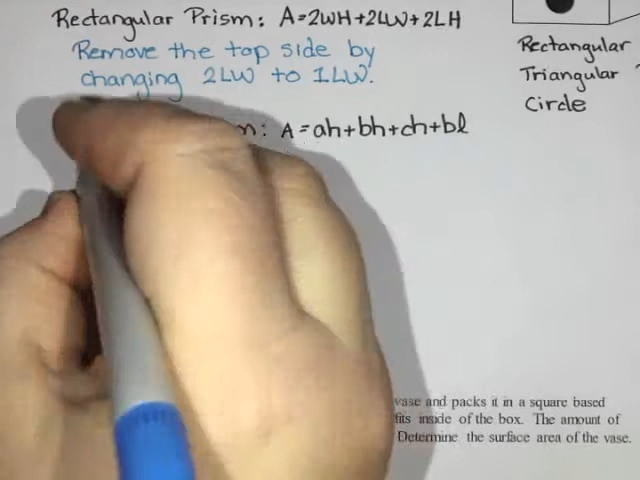 Rectangular Prism: A=2WH+2LW+2LH
Remove the top side by
changing 2LW to 1LW.
A=ah+bh+ch+bl
Rectangular
Triangular
Circle
vase and packs it in a square based
fits inside of the box. The amount of
Determine the surface area of the vase.